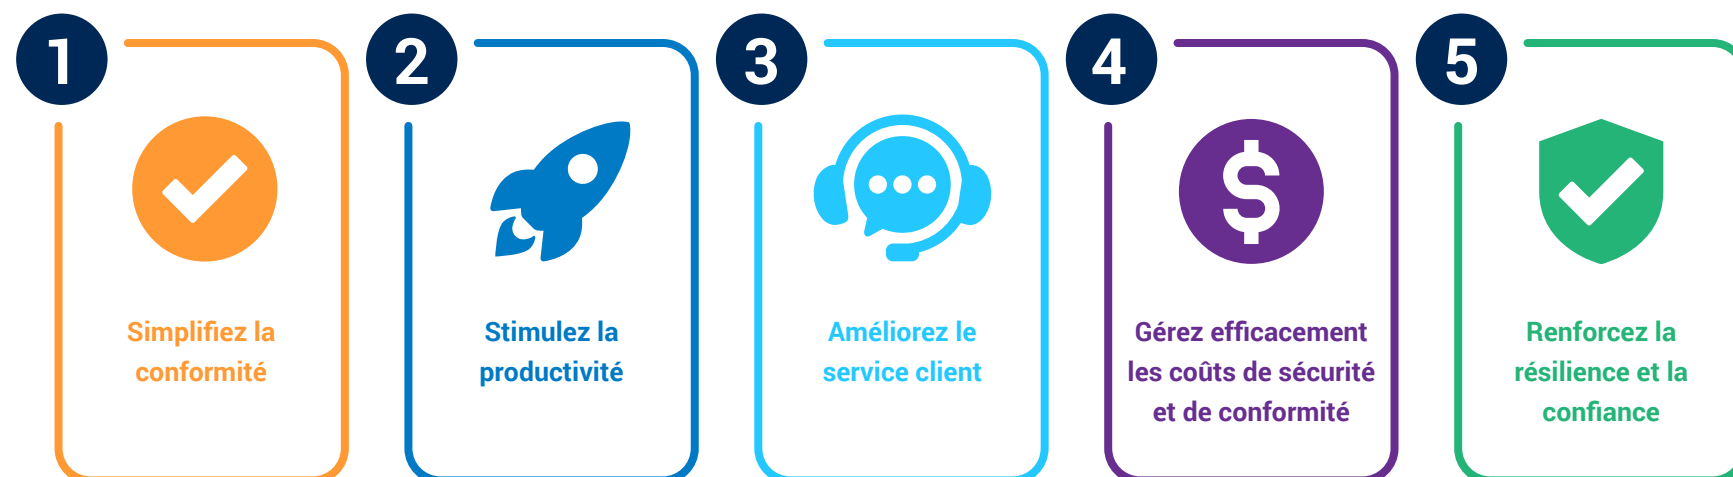 1
Simplifiez la
conformité
2
Stimulez la
productivité
3
Améliorez le
service client
4
$
Gérez efficacement
les coûts de sécurité
et de conformité
5
Renforcez la
résilience et la
confiance